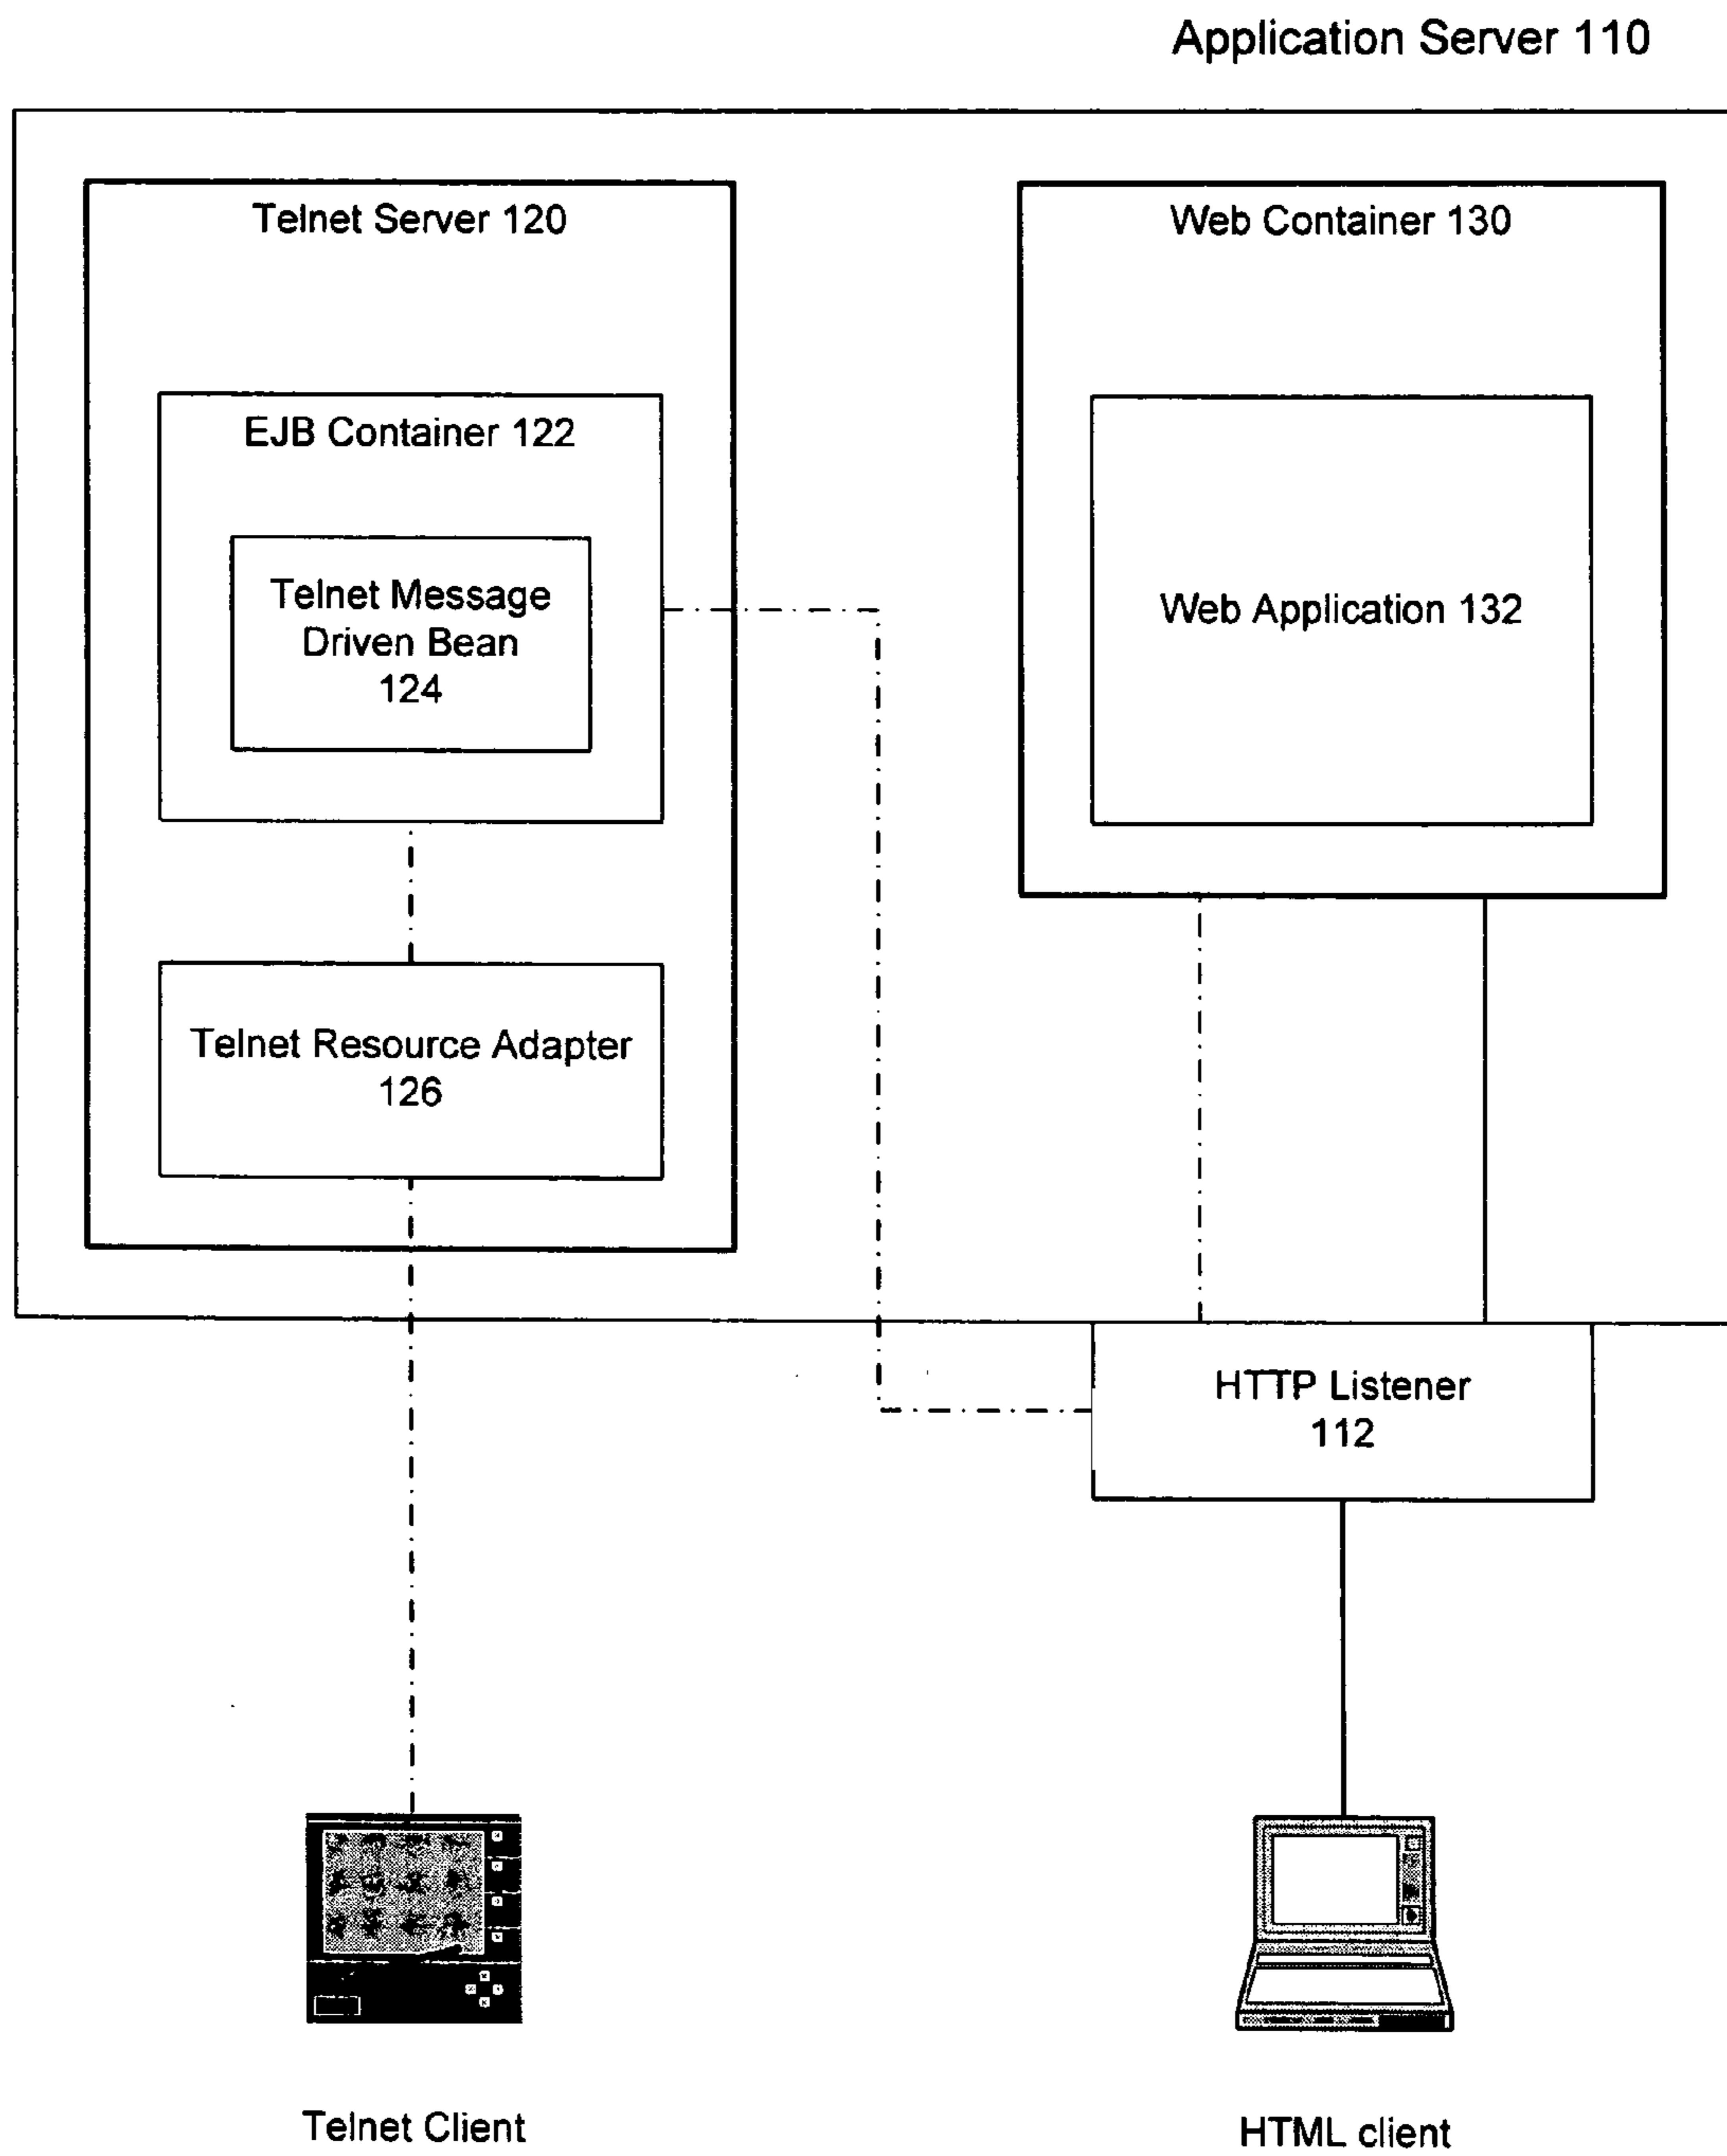 Application Server 110
Telnet Server 120
Web Container 130
EJB Container 122
Telnet Message
Driven Bean
124
Web Application 132
Telnet Resource Adapter
126
HTTP Listener
112
Telnet Client
HTML client